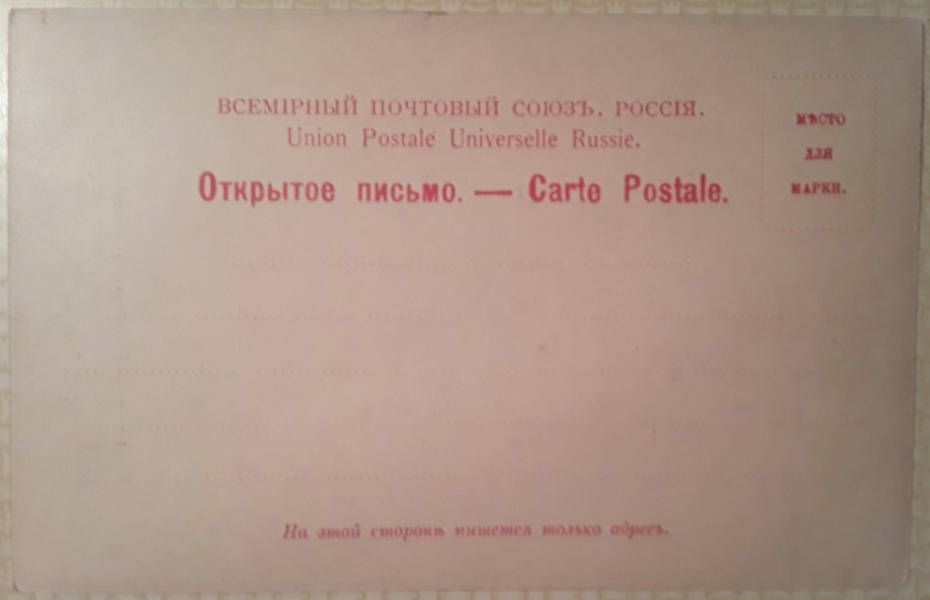 ВСЕМІРНЫЙ ПОЧТОВЫЙ СОЮЗЪ. РОССІЯ.
Union Postale Universelle Russie.
Открытое письмо. — Carte Postale.
МѢСТО
ДЛЯ
МАРКИ.
На этой сторонѣ пишется только адресъ.